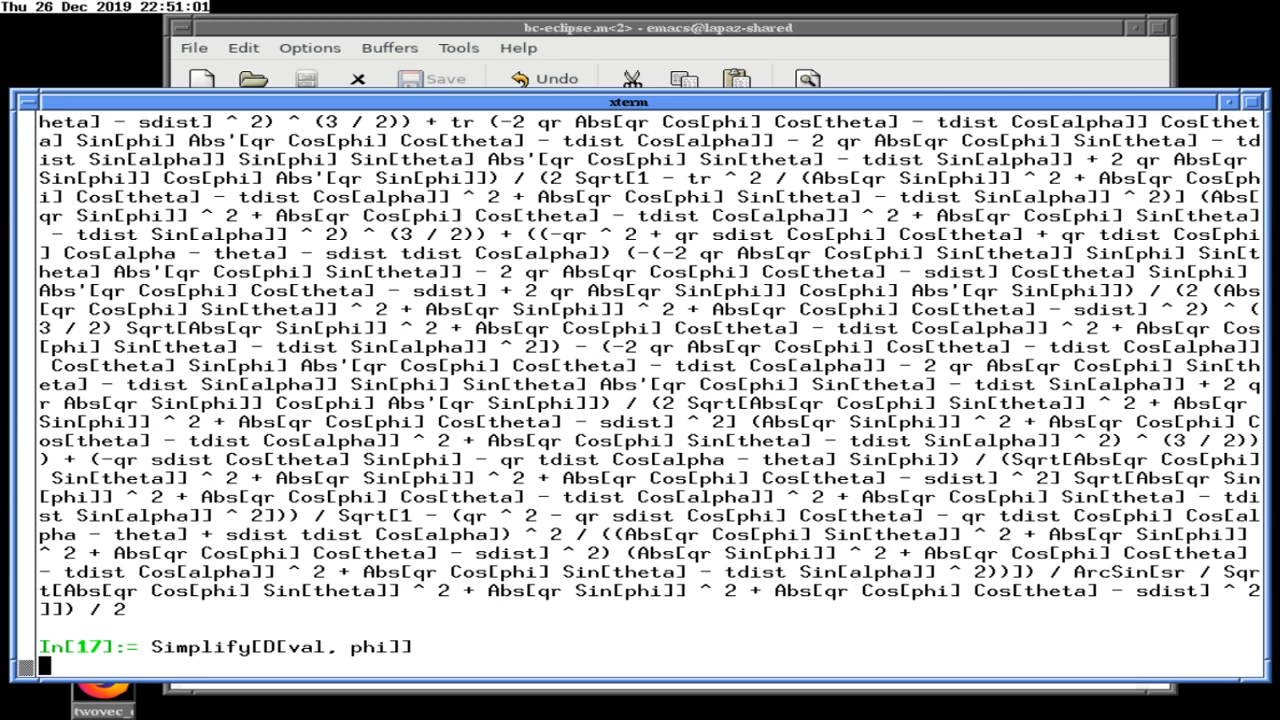 Thu 26 Dec 2019 22:51:01
bc-eclipse.m<2> - emacs@lapaz-shared
File Edit Options Buffers Tools Help
Save Undo
xterm
heta] - sdist] ^ 2) ^ (3 / 2)) + tr (-2 qr Abs[qr Cos[phi] Cos[theta] - tdist Cos[alpha]] Cos[thet
a] Sin[phi] Abs'[qr Cos[phi] Cos[theta] - tdist Cos[alpha]] - 2 qr Abs[qr Cos[phi] Sin[theta] - td
ist Sin[alpha]] Sin[phi] Sin[theta] Abs'[qr Cos[phi] Sin[theta] - tdist Sin[alpha]] + 2 qr Abs[qr 
Sin[phi]] Cos[phi] Abs'[qr Sin[phi]]) / (2 Sqrt[1 - tr ^ 2 / (Abs[qr Sin[phi]] ^ 2 + Abs[qr Cos[ph
i] Cos[theta] - tdist Cos[alpha]] ^ 2 + Abs[qr Cos[phi] Sin[theta] - tdist Sin[alpha]] ^ 2)] (Abs[
qr Sin[phi]] ^ 2 + Abs[qr Cos[phi] Cos[theta] - tdist Cos[alpha]] ^ 2 + Abs[qr Cos[phi] Sin[theta]
 - tdist Sin[alpha]] ^ 2) ^ (3 / 2)) + ((-qr ^ 2 + qr sdist Cos[phi] Cos[theta] + qr tdist Cos[phi
] Cos[alpha - theta] - sdist tdist Cos[alpha]) (-(-2 qr Abs[qr Cos[phi] Sin[theta]] Sin[phi] Sin[t
heta] Abs'[qr Cos[phi] Sin[theta]] - 2 qr Abs[qr Cos[phi] Cos[theta] - sdist] Cos[theta] Sin[phi] 
Abs'[qr Cos[phi] Cos[theta] - sdist] + 2 qr Abs[qr Sin[phi]] Cos[phi] Abs'[qr Sin[phi]]) / (2 (Abs
[qr Cos[phi] Sin[theta]] ^ 2 + Abs[qr Sin[phi]] ^ 2 + Abs[qr Cos[phi] Cos[theta] - sdist] ^ 2) ^ (
3 / 2) Sqrt[Abs[qr Sin[phi]] ^ 2 + Abs[qr Cos[phi] Cos[theta] - tdist Cos[alpha]] ^ 2 + Abs[qr Cos
[phi] Sin[theta] - tdist Sin[alpha]] ^ 2]) - (-2 qr Abs[qr Cos[phi] Cos[theta] - tdist Cos[alpha]]
 Cos[theta] Sin[phi] Abs'[qr Cos[phi] Cos[theta] - tdist Cos[alpha]] - 2 qr Abs[qr Cos[phi] Sin[th
eta] - tdist Sin[alpha]] Sin[phi] Sin[theta] Abs'[qr Cos[phi] Sin[theta] - tdist Sin[alpha]] + 2 q
r Abs[qr Sin[phi]] Cos[phi] Abs'[qr Sin[phi]]) / (2 Sqrt[Abs[qr Cos[phi] Sin[theta]] ^ 2 + Abs[qr 
Sin[phi]] ^ 2 + Abs[qr Cos[phi] Cos[theta] - sdist] ^ 2] (Abs[qr Sin[phi]] ^ 2 + Abs[qr Cos[phi] C
os[theta] - tdist Cos[alpha]] ^ 2 + Abs[qr Cos[phi] Sin[theta] - tdist Sin[alpha]] ^ 2) ^ (3 / 2))
) + (-qr sdist Cos[theta] Sin[phi] - qr tdist Cos[alpha - theta] Sin[phi]) / (Sqrt[Abs[qr Cos[phi]
 Sin[theta]] ^ 2 + Abs[qr Sin[phi]] ^ 2 + Abs[qr Cos[phi] Cos[theta] - sdist] ^ 2] Sqrt[Abs[qr Sin
[phi]] ^ 2 + Abs[qr Cos[phi] Cos[theta] - tdist Cos[alpha]] ^ 2 + Abs[qr Cos[phi] Sin[theta] - tdi
st Sin[alpha]] ^ 2])) / Sqrt[1 - (qr ^ 2 - qr sdist Cos[phi] Cos[theta] - qr tdist Cos[phi] Cos[al
pha - theta] + sdist tdist Cos[alpha]) ^ 2 / ((Abs[qr Cos[phi] Sin[theta]] ^ 2 + Abs[qr Sin[phi]] 
^ 2 + Abs[qr Cos[phi] Cos[theta] - sdist] ^ 2) (Abs[qr Sin[phi]] ^ 2 + Abs[qr Cos[phi] Cos[theta] 
- tdist Cos[alpha]] ^ 2 + Abs[qr Cos[phi] Sin[theta] - tdist Sin[alpha]] ^ 2))]) / ArcSin[sr / Sqr
t[Abs[qr Cos[phi] Sin[theta]] ^ 2 + Abs[qr Sin[phi]] ^ 2 + Abs[qr Cos[phi] Cos[theta] - sdist] ^ 2
]]) / 2
In[17]:= Simplify[D[val, phi]]
twovec_